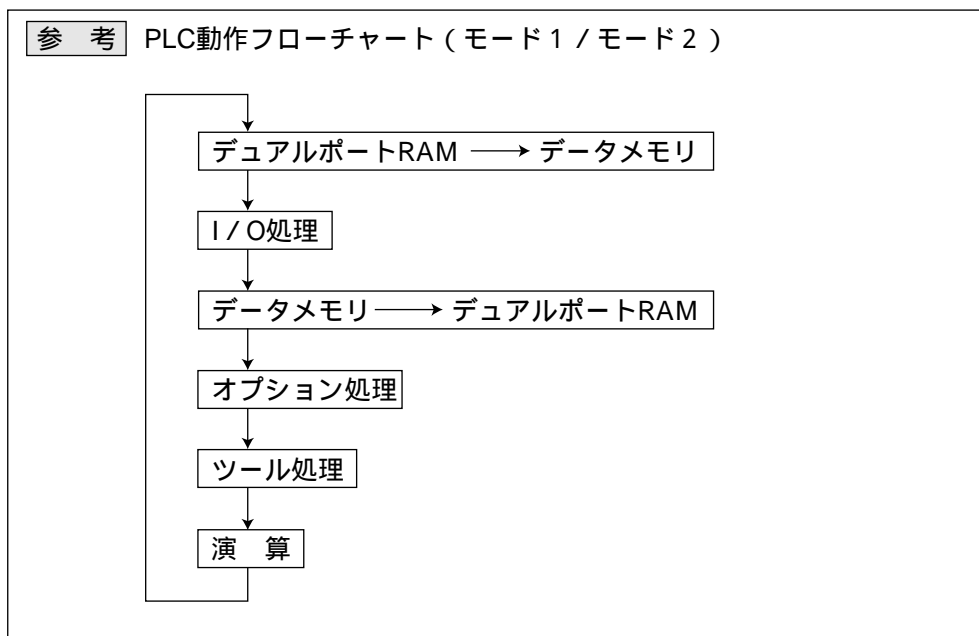 参　考 PLC動作フローチャート（モード１／モード２）
デュアルポートRAM → データメモリ
I／O処理
データメモリ → デュアルポートRAM
オプション処理
ツール処理
演　算